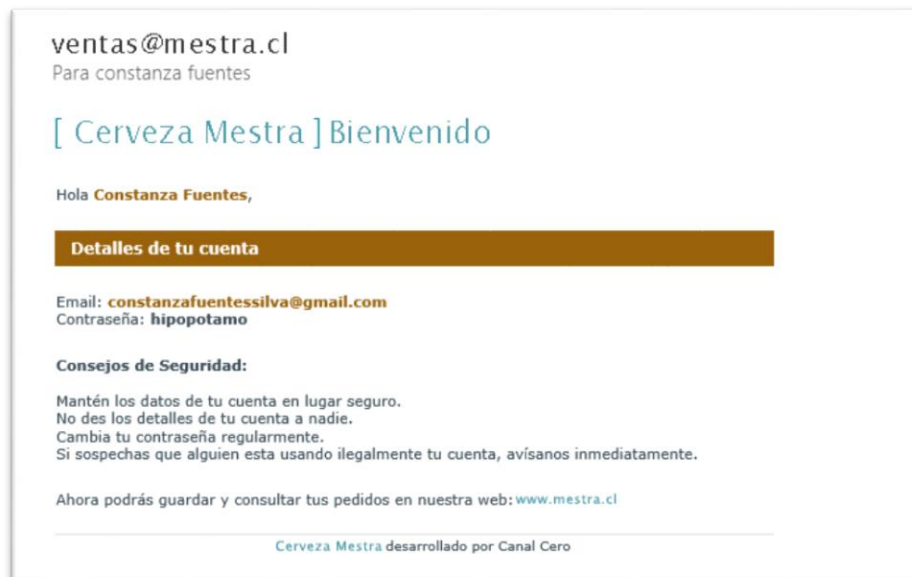 ventas@mestra.cl
Para constanza fuentes
[ Cerveza Mestra ] Bienvenido
Hola Constanza Fuentes,
Detalles de tu cuenta
Email: constanzafuentessilva@gmail.com
Contraseña: hipopotamo
Consejos de Seguridad:
Mantén los datos de tu cuenta en lugar seguro.
No des los detalles de tu cuenta a nadie.
Cambia tu contraseña regularmente.
Si sospechas que alguien esta usando ilegalmente tu cuenta, avísanos inmediatamente.
Ahora podrás guardar y consultar tus pedidos en nuestra web: www.mestra.cl
Cerveza Mestra desarrollado por Canal Cero